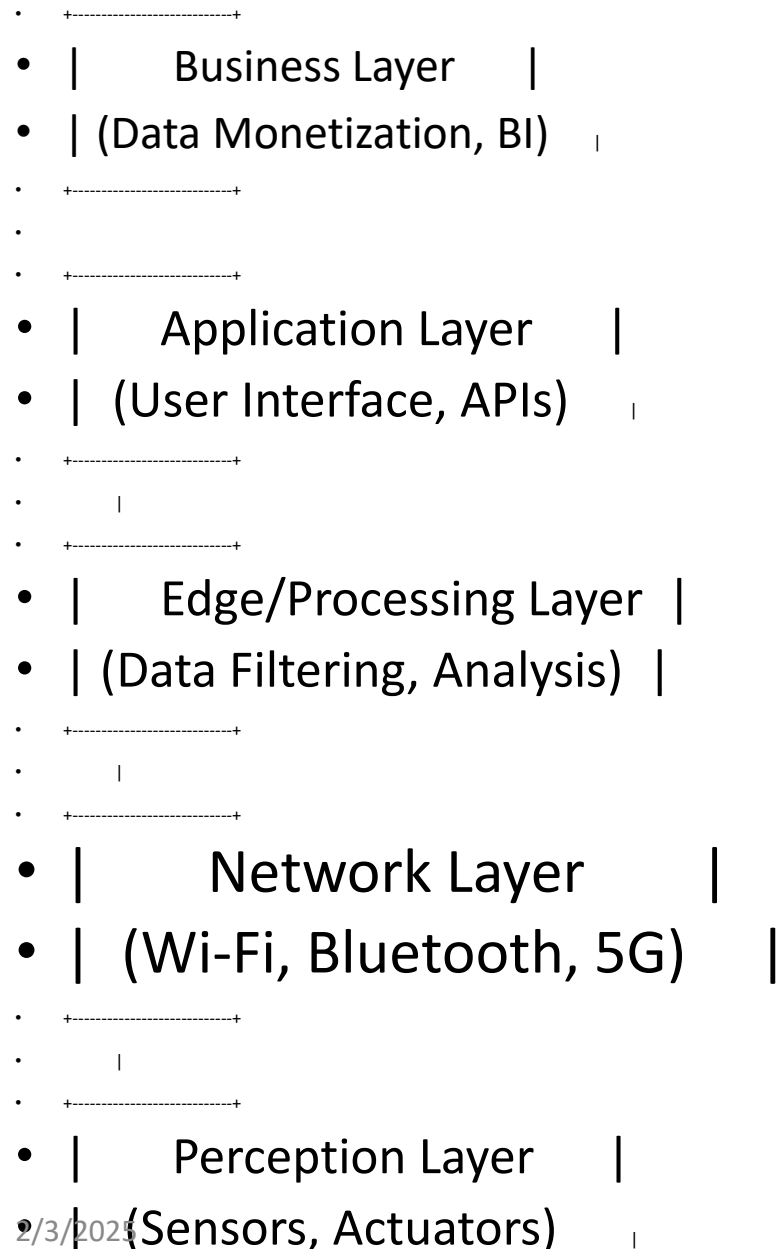 • +----------------------------+
• |        Business Layer       |
• | (Data Monetization, BI)     |
• +----------------------------+
•
• +----------------------------+
• |       Application Layer       |
• |  (User Interface, APIs)      |
• +----------------------------+
•              |
• +----------------------------+
• |       Edge/Processing Layer  |
• | (Data Filtering, Analysis)  |
• +----------------------------+
•              |
• +----------------------------+
• |         Network Layer         |
• |  (Wi-Fi, Bluetooth, 5G)     |
• +----------------------------+
•              |
• +----------------------------+
• |        Perception Layer       |
• |   (Sensors, Actuators)       |
2/3/2025